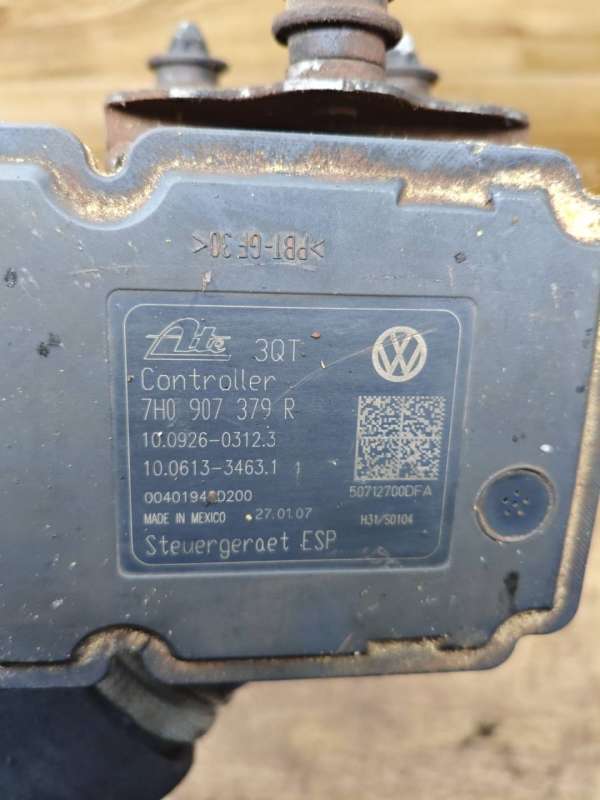 >PBT-GF30<
Ate 3QT
Controller
7H0 907 379 R
10.0926-0312.3
10.0613-3463.1 1
50712700DFA
MADE IN MEXICO 27.01.07
H31/S0104
Steuergeraet ESP